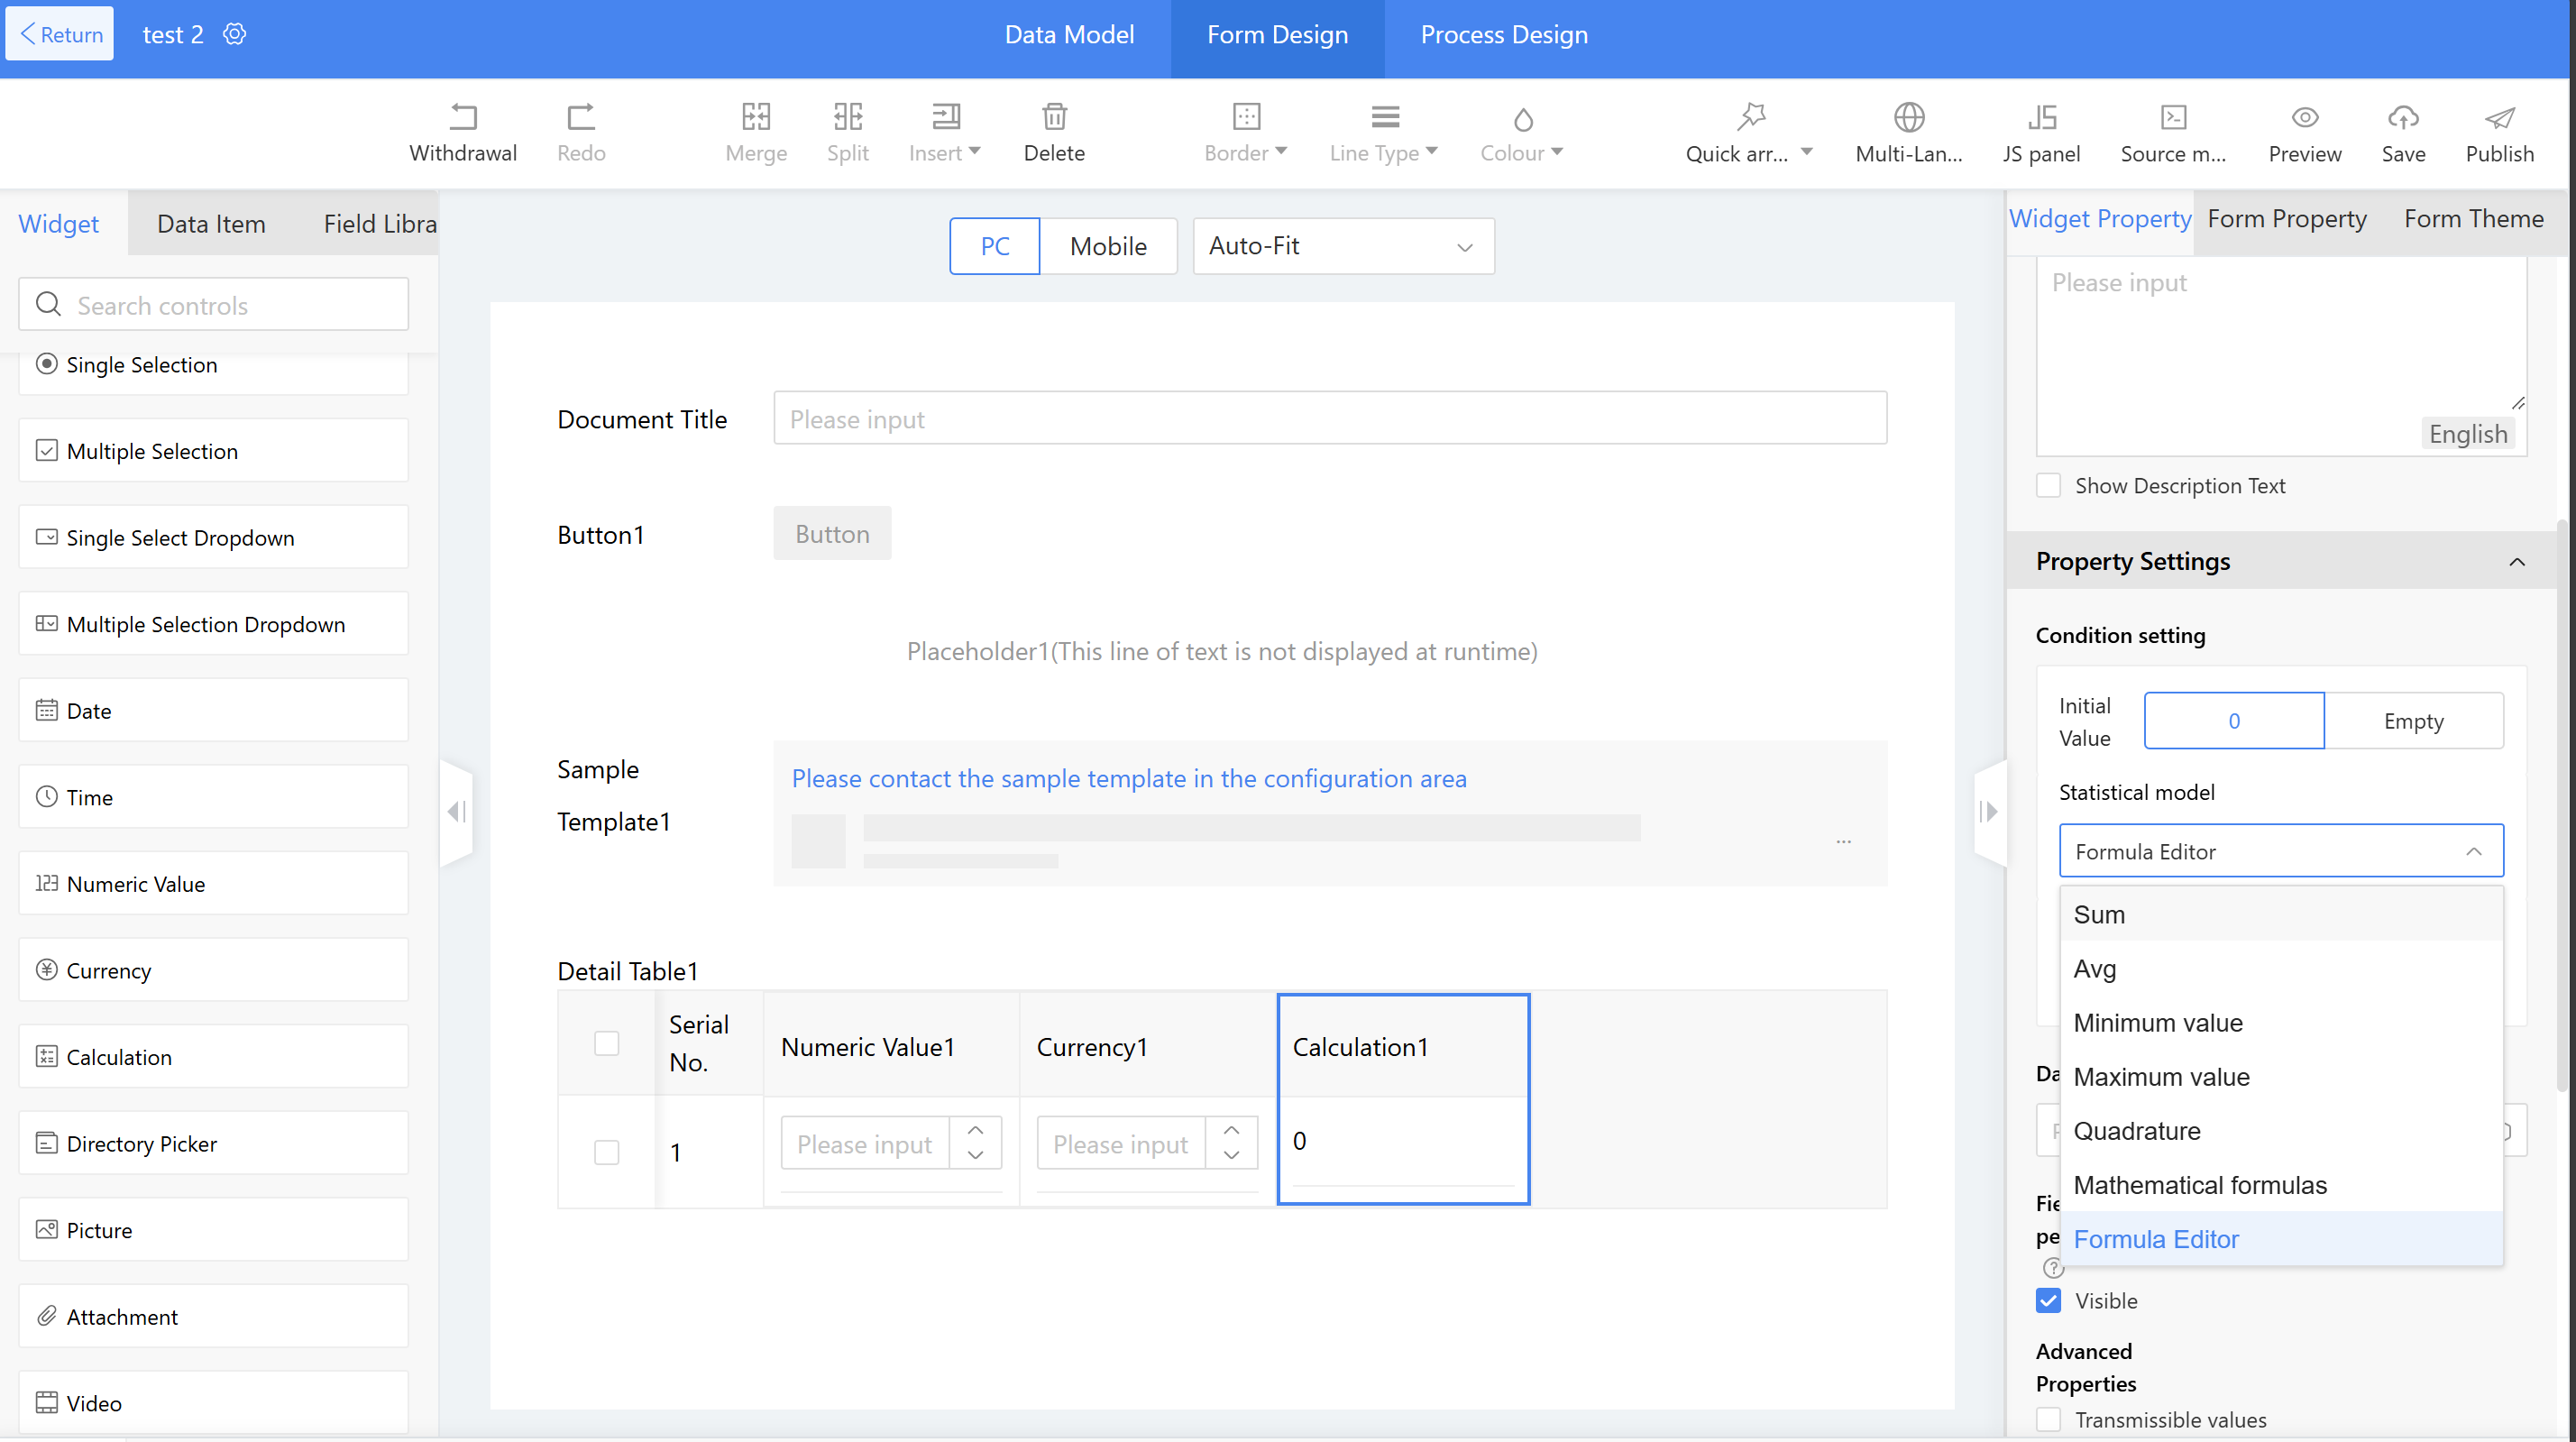 Return
test 2
Data Model
Form Design
Process Design
Withdrawal
Redo
Merge
Split
Insert
Delete
Border
Line Type
Colour
Quick arr...
Multi-Lan...
JS panel
Source m...
Preview
Save
Publish
Widget
Data Item
Field Libra
Search controls
Single Selection
Multiple Selection
Single Select Dropdown
Multiple Selection Dropdown
Date
Time
Numeric Value
Currency
Calculation
Directory Picker
Picture
Attachment
Video
PC
Mobile
Auto-Fit
Document Title
Please input
Button1
Button
Placeholder1(This line of text is not displayed at runtime)
Sample
Template1
Please contact the sample template in the configuration area
...
Detail Table1
Serial
No.
Numeric Value1
Currency1
Calculation1
1
Please input
Please input
0
Widget Property
Form Property
Form Theme
Please input
English
Show Description Text
Property Settings
Condition setting
Initial
Value
0
Empty
Statistical model
Formula Editor
Sum
Avg
Minimum value
Maximum value
Quadrature
Mathematical formulas
Formula Editor
Da
Fie
pe
Visible
Advanced
Properties
Transmissible values